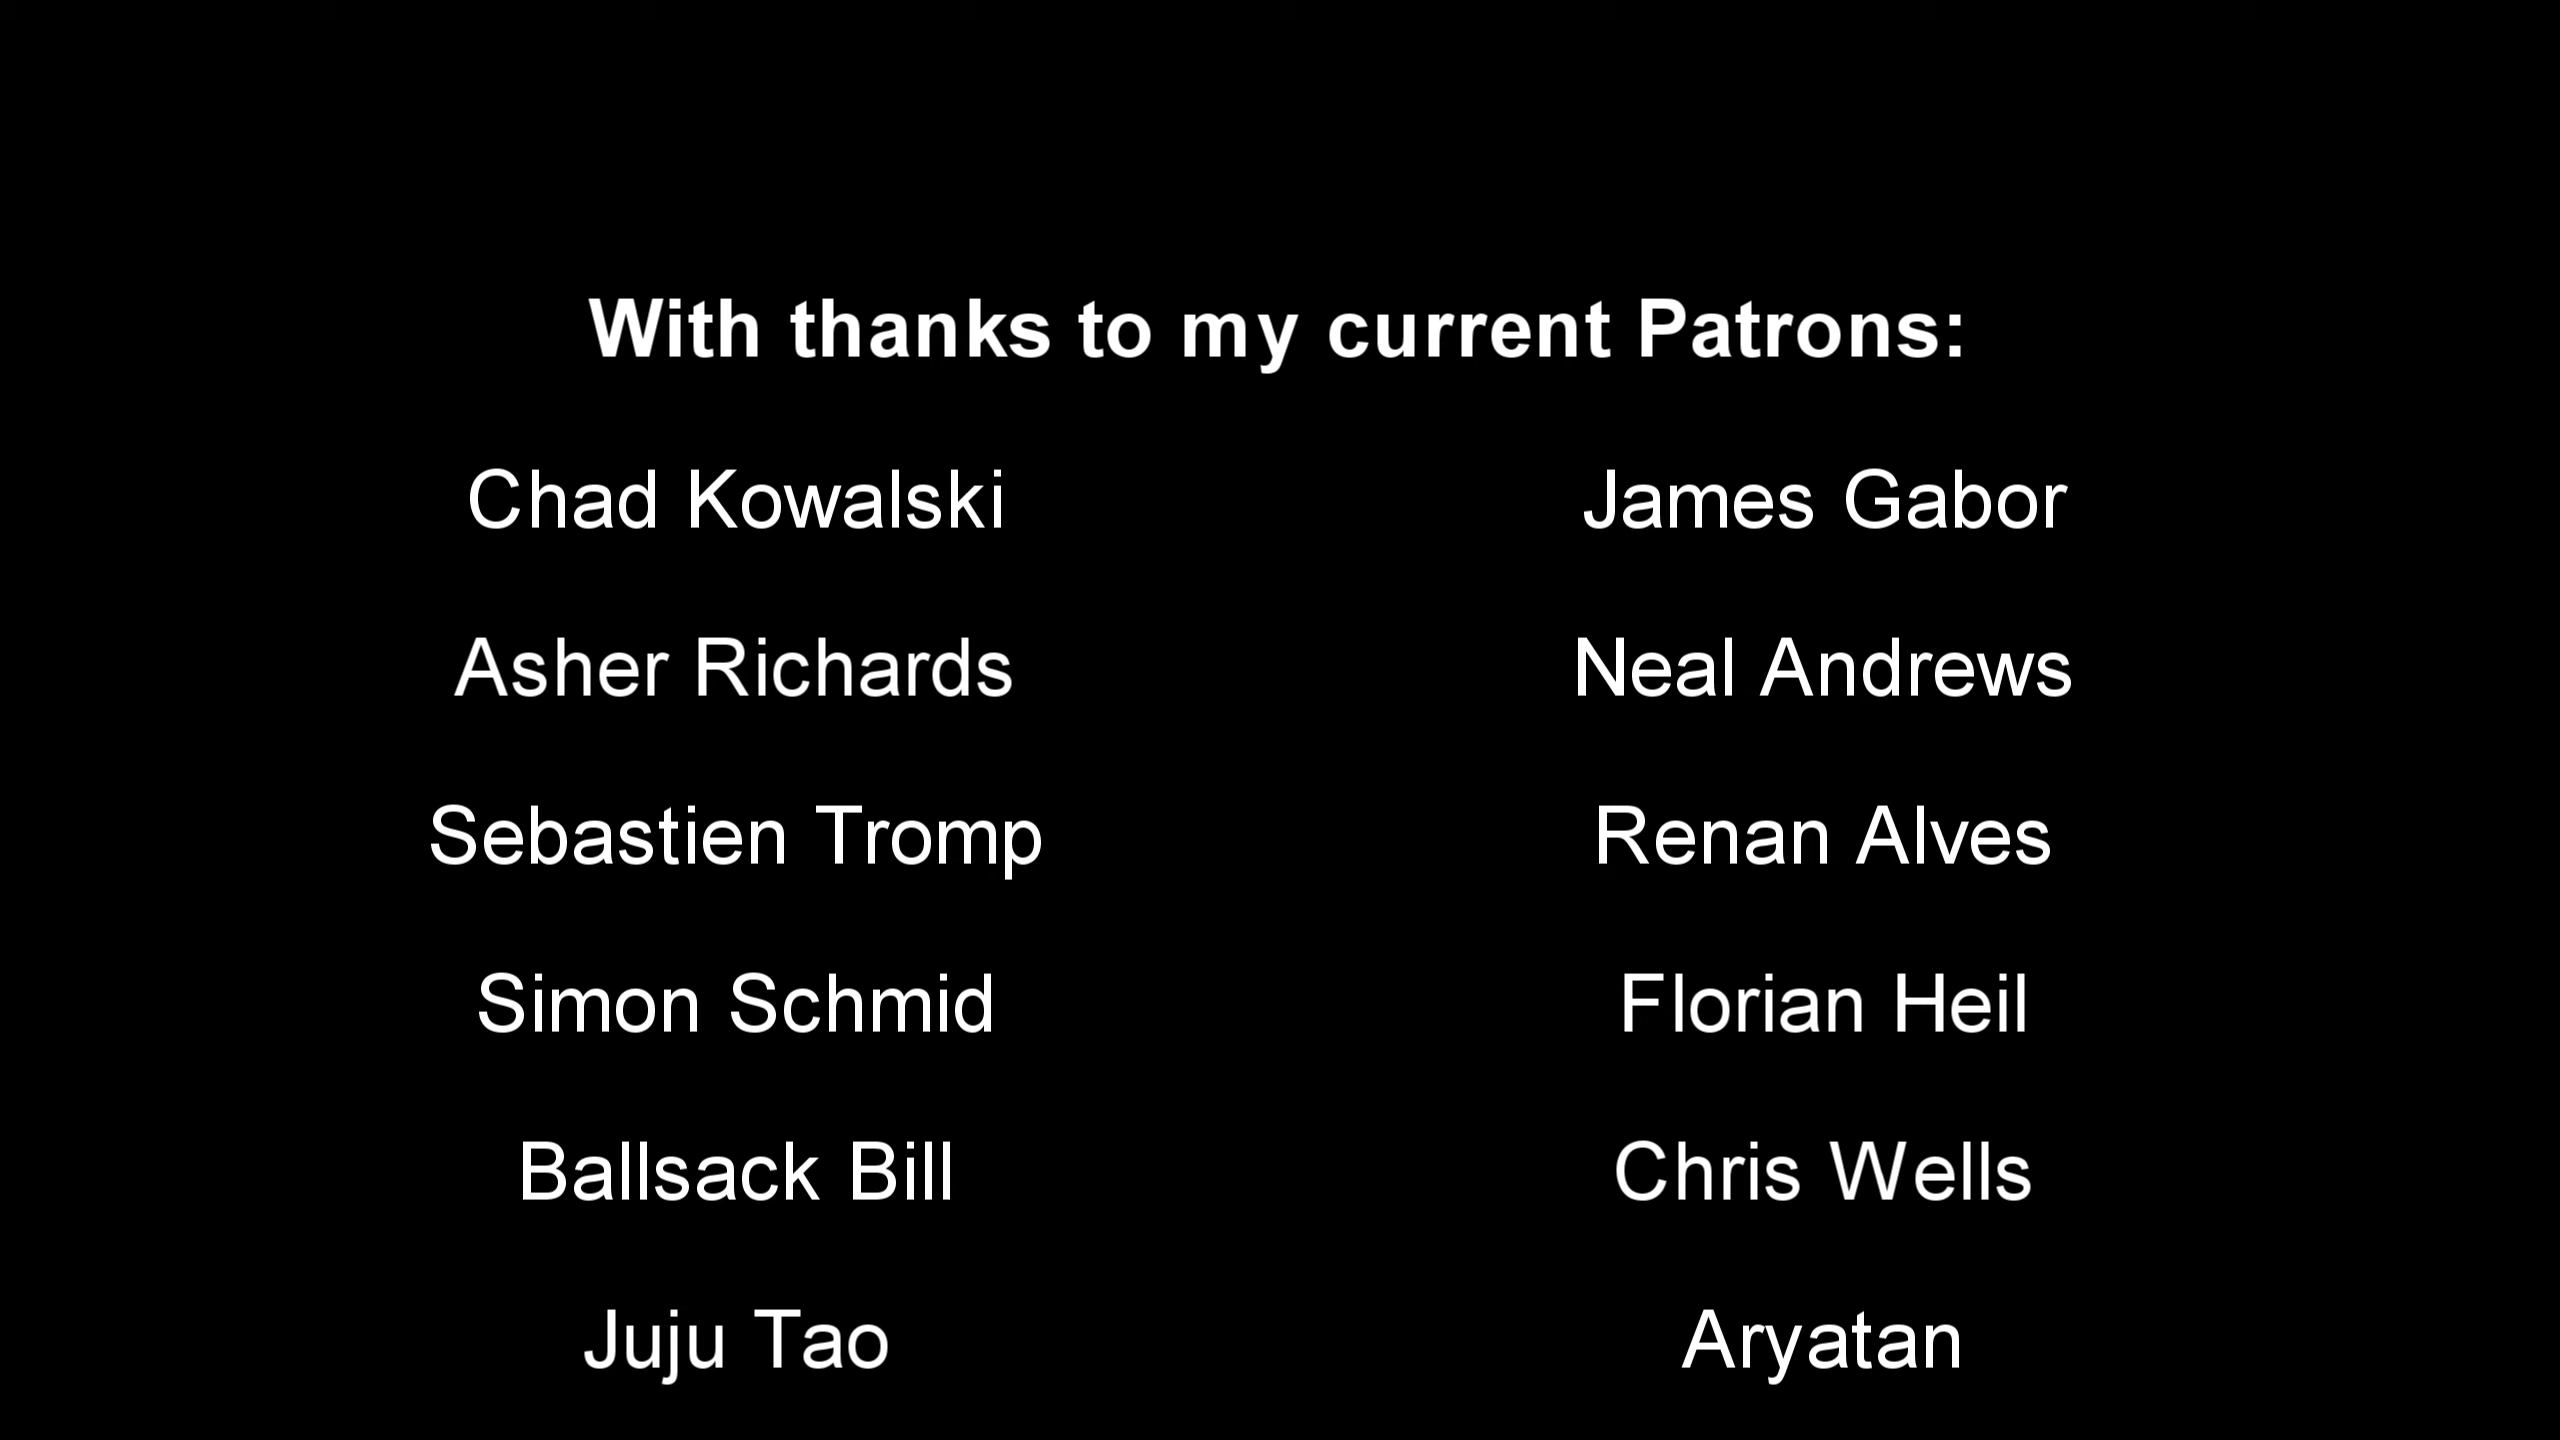 With thanks to my current Patrons:
Chad Kowalski James Gabor
Asher Richards Neal Andrews
Sebastien Tromp Renan Alves
Simon Schmid Florian Heil
Ballsack Bill Chris Wells
Juju Tao Aryatan